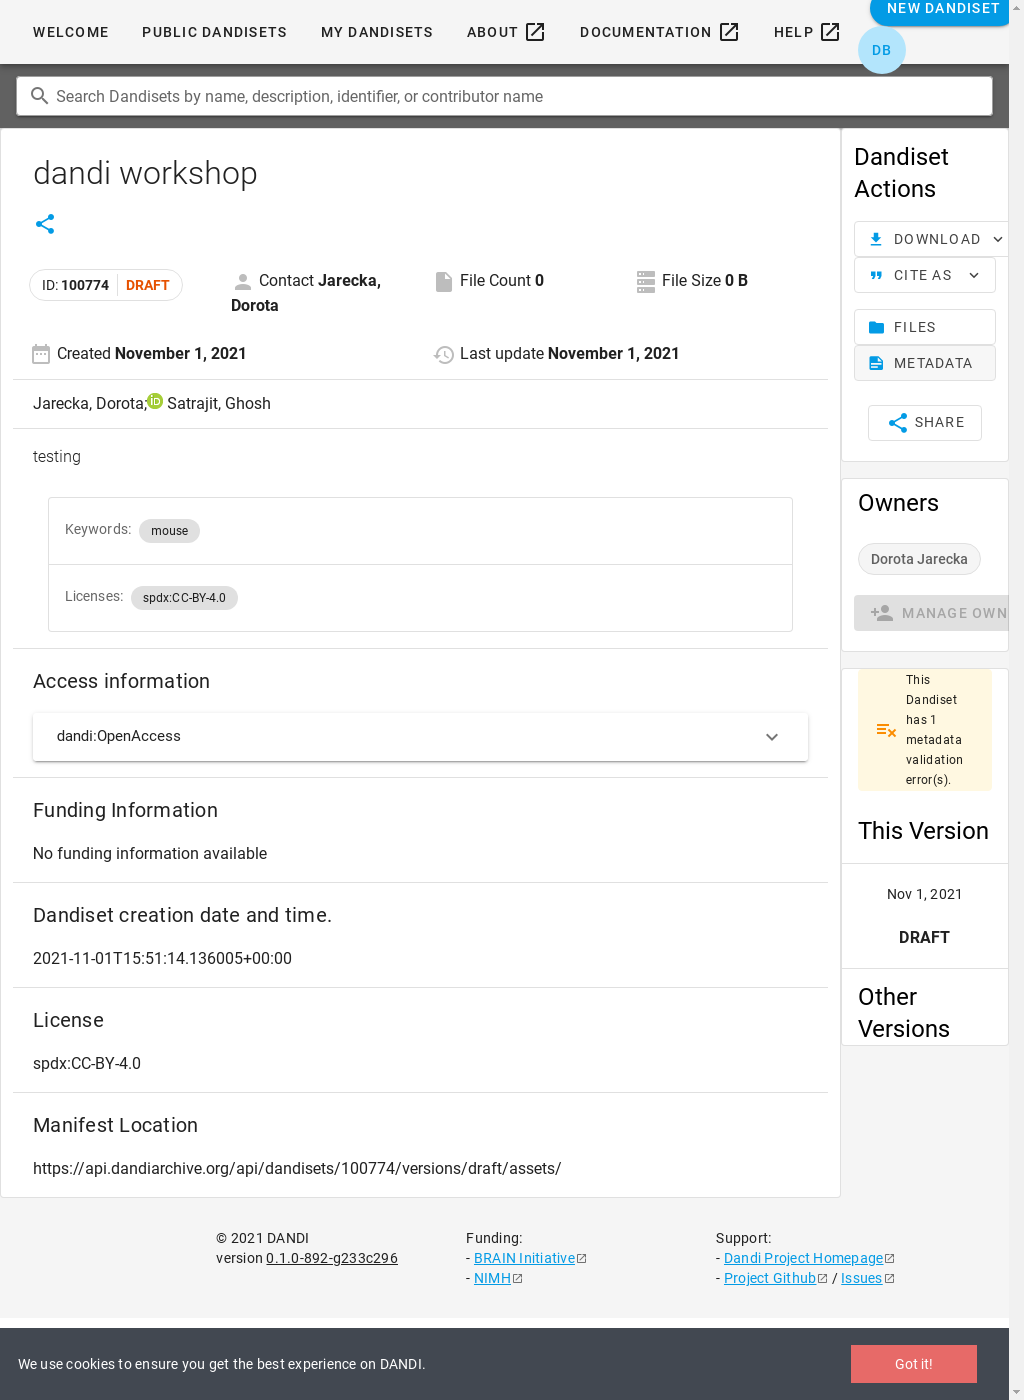 WELCOME PUBLIC DANDISETS MY DANDISETS ABOUT DOCUMENTATION HELP NEW DANDISET
DB
Search Dandisets by name, description, identifier, or contributor name
dandi workshop
ID: 100774 DRAFT
Contact Jarecka,
Dorota
File Count 0
File Size 0 B
Created November 1, 2021
Last update November 1, 2021
Jarecka, Dorota; iD Satrajit, Ghosh
testing
Keywords: mouse
Licenses: spdx:CC-BY-4.0
Access information
dandi:OpenAccess
Funding Information
No funding information available
Dandiset creation date and time.
2021-11-01T15:51:14.136005+00:00
License
spdx:CC-BY-4.0
Manifest Location
https://api.dandiarchive.org/api/dandisets/100774/versions/draft/assets/
Dandiset
Actions
DOWNLOAD
CITE AS
FILES
METADATA
SHARE
Owners
Dorota Jarecka
MANAGE OWN
This
Dandiset
has 1
metadata
validation
error(s).
This Version
Nov 1, 2021
DRAFT
Other
Versions
© 2021 DANDI
version 0.1.0-892-g233c296
Funding:
- BRAIN Initiative
- NIMH
Support:
- Dandi Project Homepage
- Project Github / Issues
We use cookies to ensure you get the best experience on DANDI.
Got it!